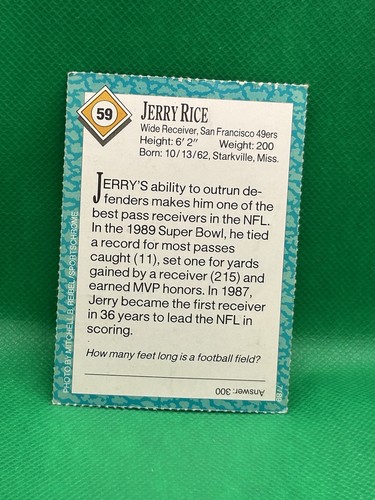 59
JERRY RICE
Wide Receiver, San Francisco 49ers
Height: 6' 2" Weight: 200
Born: 10/13/62, Starkville, Miss.
JERRY'S ability to outrun de-
fenders makes him one of the
best pass receivers in the NFL.
In the 1989 Super Bowl, he tied
a record for most passes
caught (11), set one for yards
gained by a receiver (215) and
earned MVP honors. In 1987,
Jerry became the first receiver
in 36 years to lead the NFL in
scoring.
How many feet long is a football field?
Answer: 300
PHOTO BY MITCHELL B. REIBEL/SPORTSCHROME